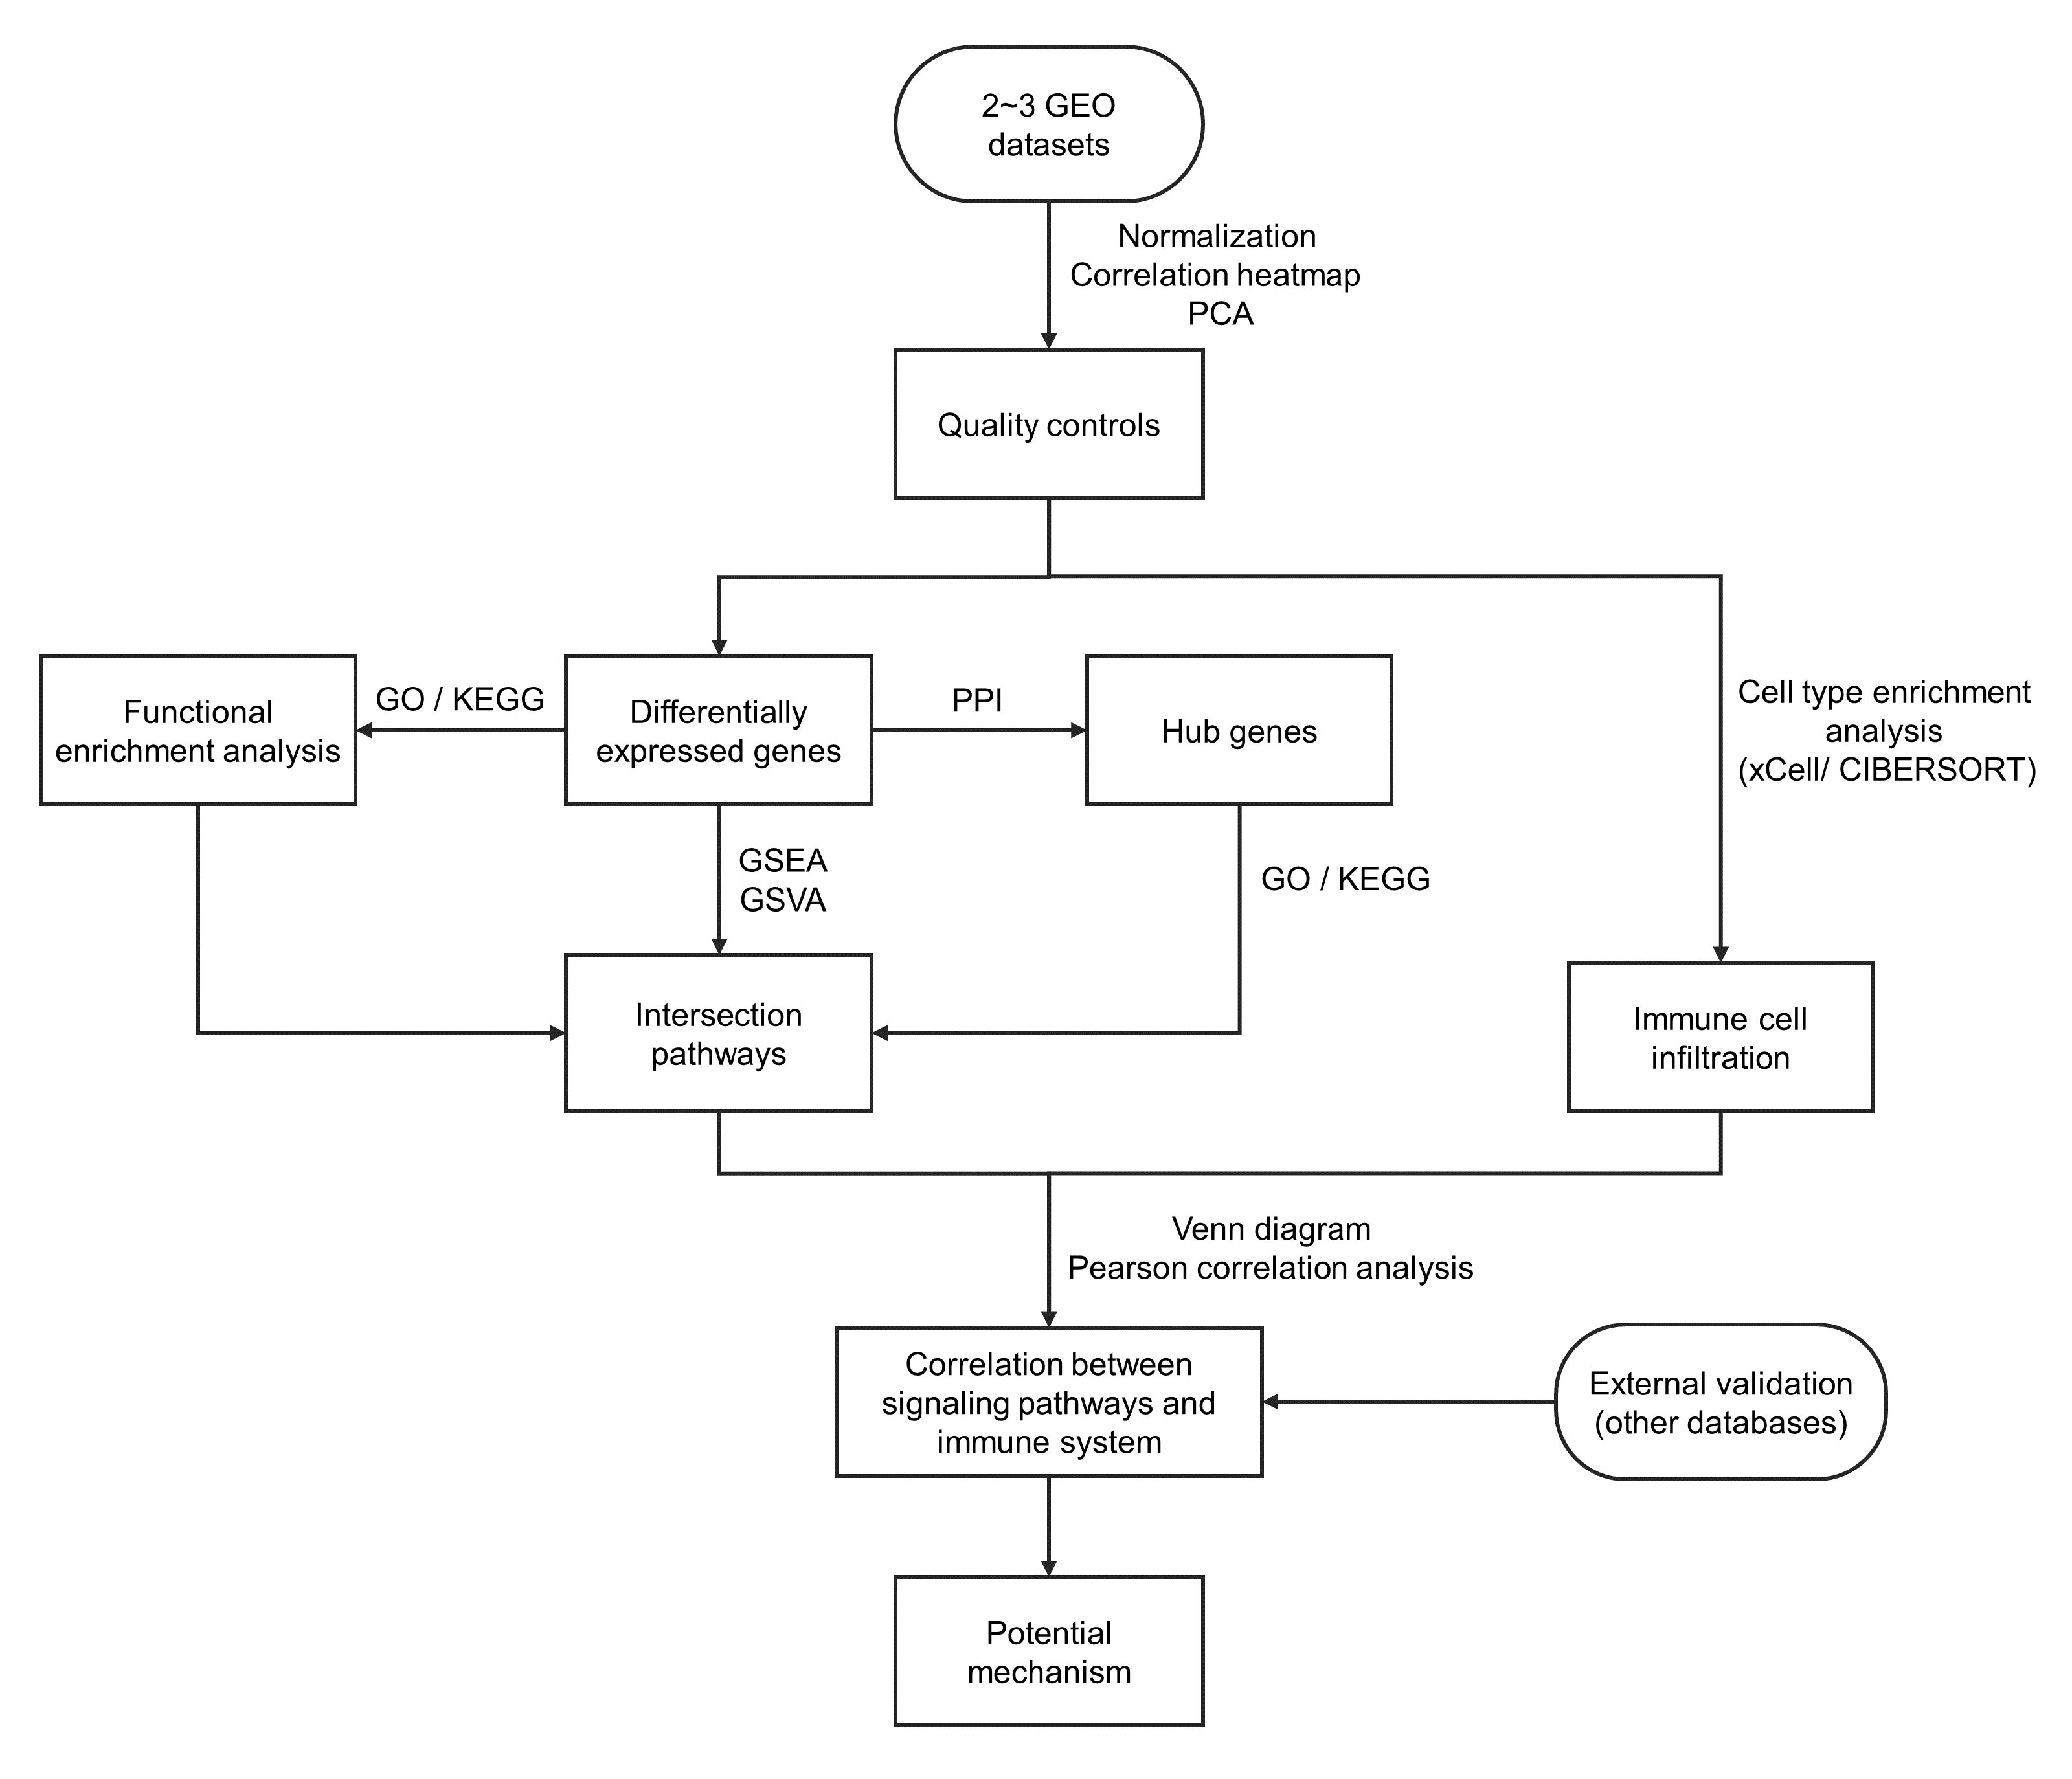 2~3 GEO
datasets
Normalization
Correlation heatmap
PCA
Quality controls
Functional
enrichment analysis
GO / KEGG
Differentially
expressed genes
PPI
Hub genes
Cell type enrichment
analysis
(xCell/ CIBERSORT)
GSEA
GSVA
GO / KEGG
Intersection
pathways
Immune cell
infiltration
Venn diagram
Pearson correlation analysis
Correlation between
signaling pathways and
immune system
External validation
(other databases)
Potential
mechanism